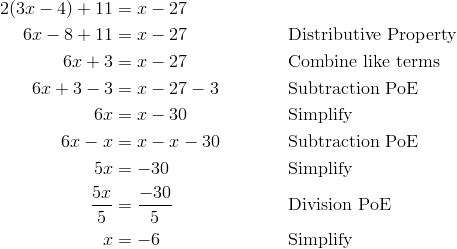 2(3x − 4) + 11 = x − 27
6x − 8 + 11 = x − 27 Distributive Property
6x + 3 = x − 27 Combine like terms
6x + 3 − 3 = x − 27 − 3 Subtraction PoE
6x = x − 30 Simplify
6x − x = x − x − 30 Subtraction PoE
5x = −30 Simplify
5x/5 = −30/5 Division PoE
x = −6 Simplify